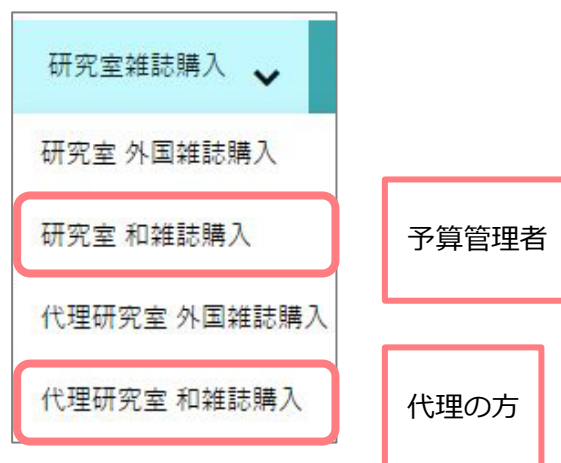 研究室雑誌購入
研究室 外国雑誌購入
研究室 和雑誌購入
予算管理者
代理研究室 外国雑誌購入
代理研究室 和雑誌購入
代理の方